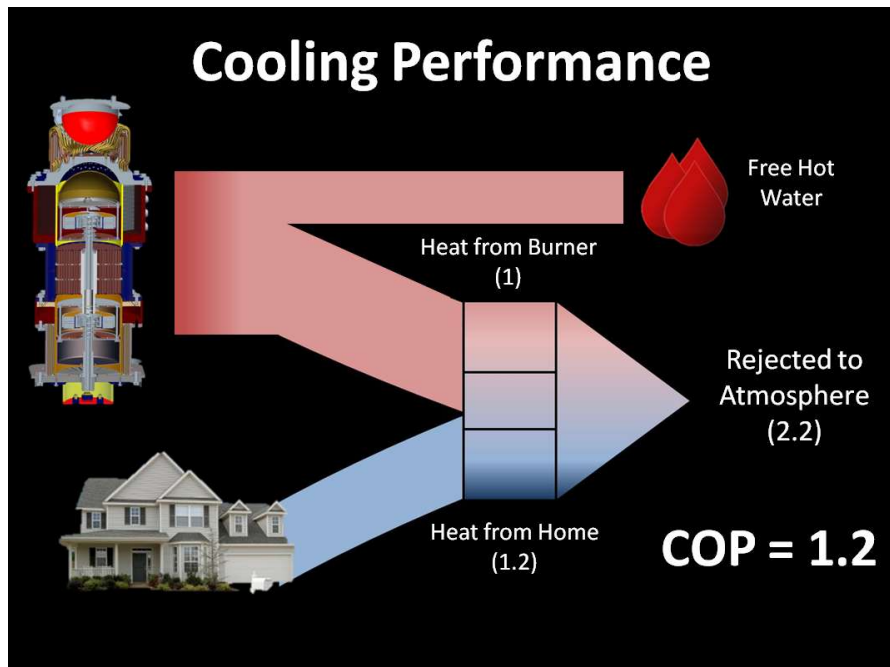 Cooling Performance
Free Hot
Water
Heat from Burner
(1)
Rejected to
Atmosphere
(2.2)
Heat from Home
(1.2)
COP = 1.2